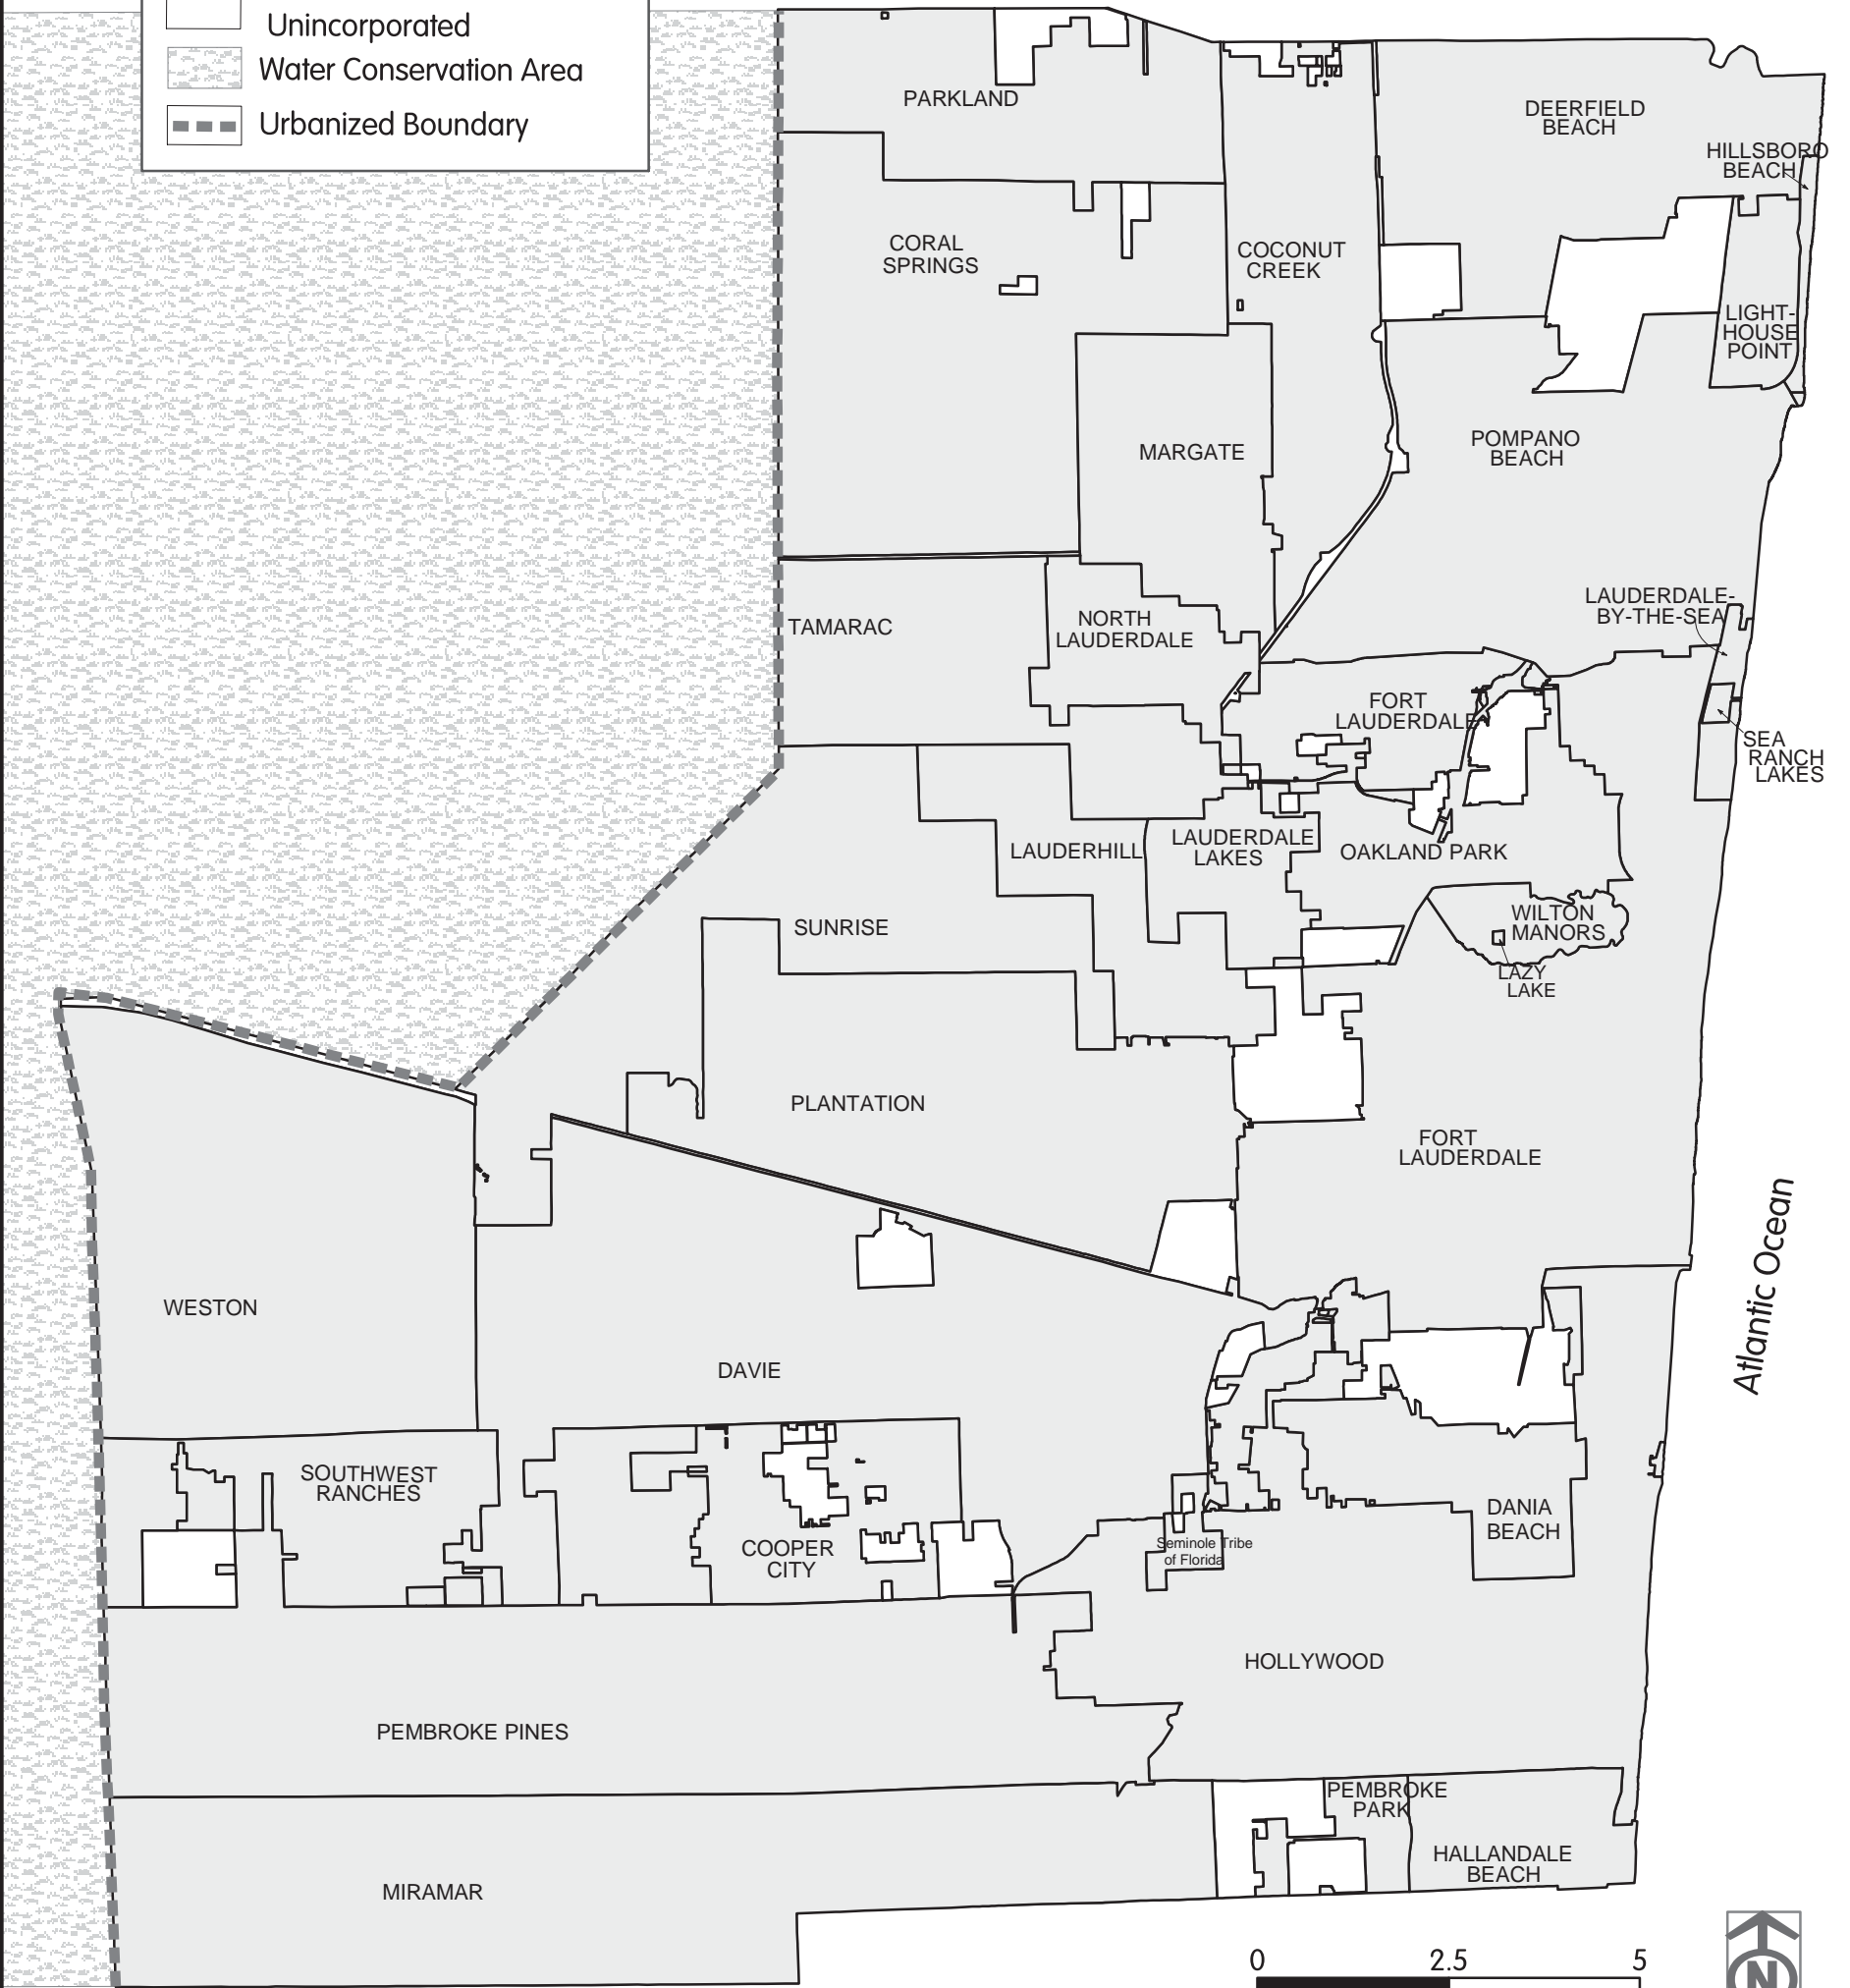 Unincorporated
Water Conservation Area
Urbanized Boundary
PARKLAND
DEERFIELD
BEACH
HILLSBORO
BEACH
CORAL
SPRINGS
COCONUT
CREEK
LIGHT-
HOUSE
POINT
MARGATE
POMPANO
BEACH
LAUDERDALE-
BY-THE-SEA
TAMARAC
NORTH
LAUDERDALE
FORT
LAUDERDALE
SEA
RANCH
LAKES
LAUDERHILL
LAUDERDALE
LAKES
OAKLAND PARK
SUNRISE
WILTON
MANORS
LAZY
LAKE
PLANTATION
FORT
LAUDERDALE
Atlantic Ocean
WESTON
DAVIE
SOUTHWEST
RANCHES
DANIA
BEACH
COOPER
CITY
Seminole Tribe
of Florida
HOLLYWOOD
PEMBROKE PINES
PEMBROKE
PARK
HALLANDALE
BEACH
MIRAMAR
0 2.5 5
N